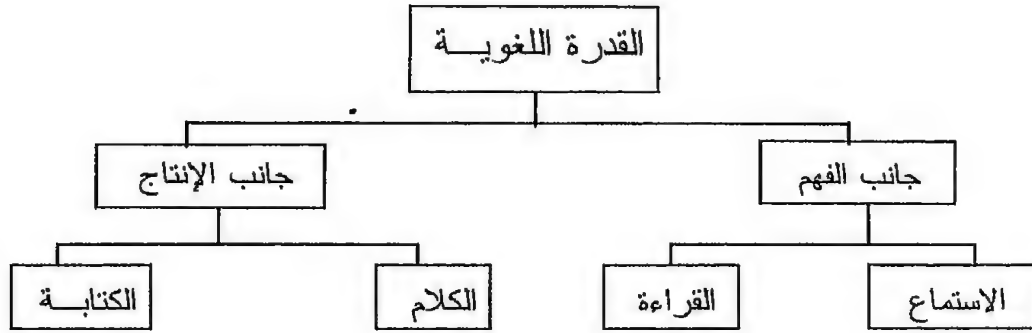 القدرة اللغويـــة
جانب الفهم
جانب الإنتاج
الاستماع
القراءة
الكلام
الكتابـــة